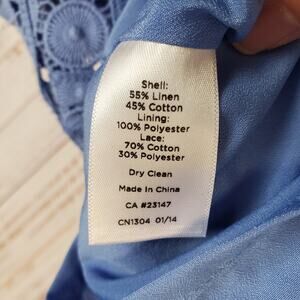 Shell:
55% Linen
45% Cotton
Lining:
100% Polyester
Lace:
70% Cotton
30% Polyester
Dry Clean
Made In China
CA #23147
CN1304 01/14